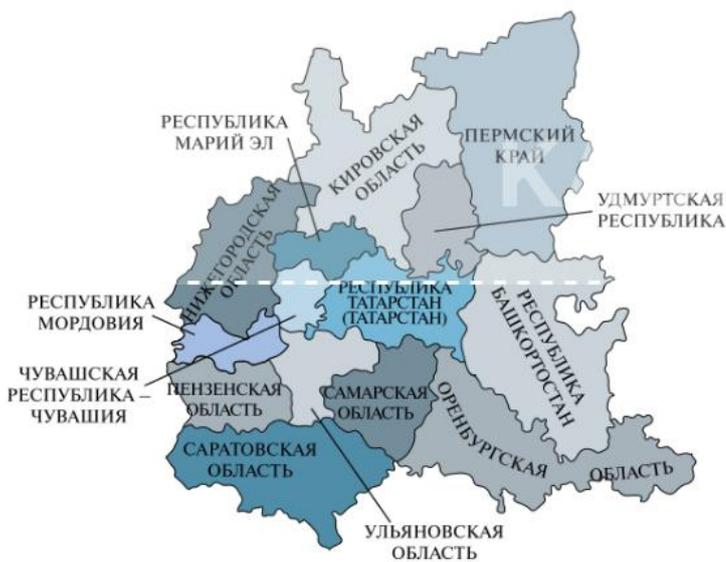 РЕСПУБЛИКА
МАРИЙ ЭЛ
КИРОВСКАЯ
ОБЛАСТЬ
ПЕРМСКИЙ
КРАЙ
УДМУРТСКАЯ
РЕСПУБЛИКА
НИЖЕГОРОДСКАЯ
ОБЛАСТЬ
РЕСПУБЛИКА
ТАТАРСТАН
(ТАТАРСТАН)
РЕСПУБЛИКА
БАШКОРТОСТАН
РЕСПУБЛИКА
МОРДОВИЯ
ЧУВАШСКАЯ
РЕСПУБЛИКА –
ЧУВАШИЯ
ПЕНЗЕНСКАЯ
ОБЛАСТЬ
САМАРСКАЯ
ОБЛАСТЬ
ОРЕНБУРГСКАЯ
ОБЛАСТЬ
САРАТОВСКАЯ
ОБЛАСТЬ
УЛЬЯНОВСКАЯ
ОБЛАСТЬ